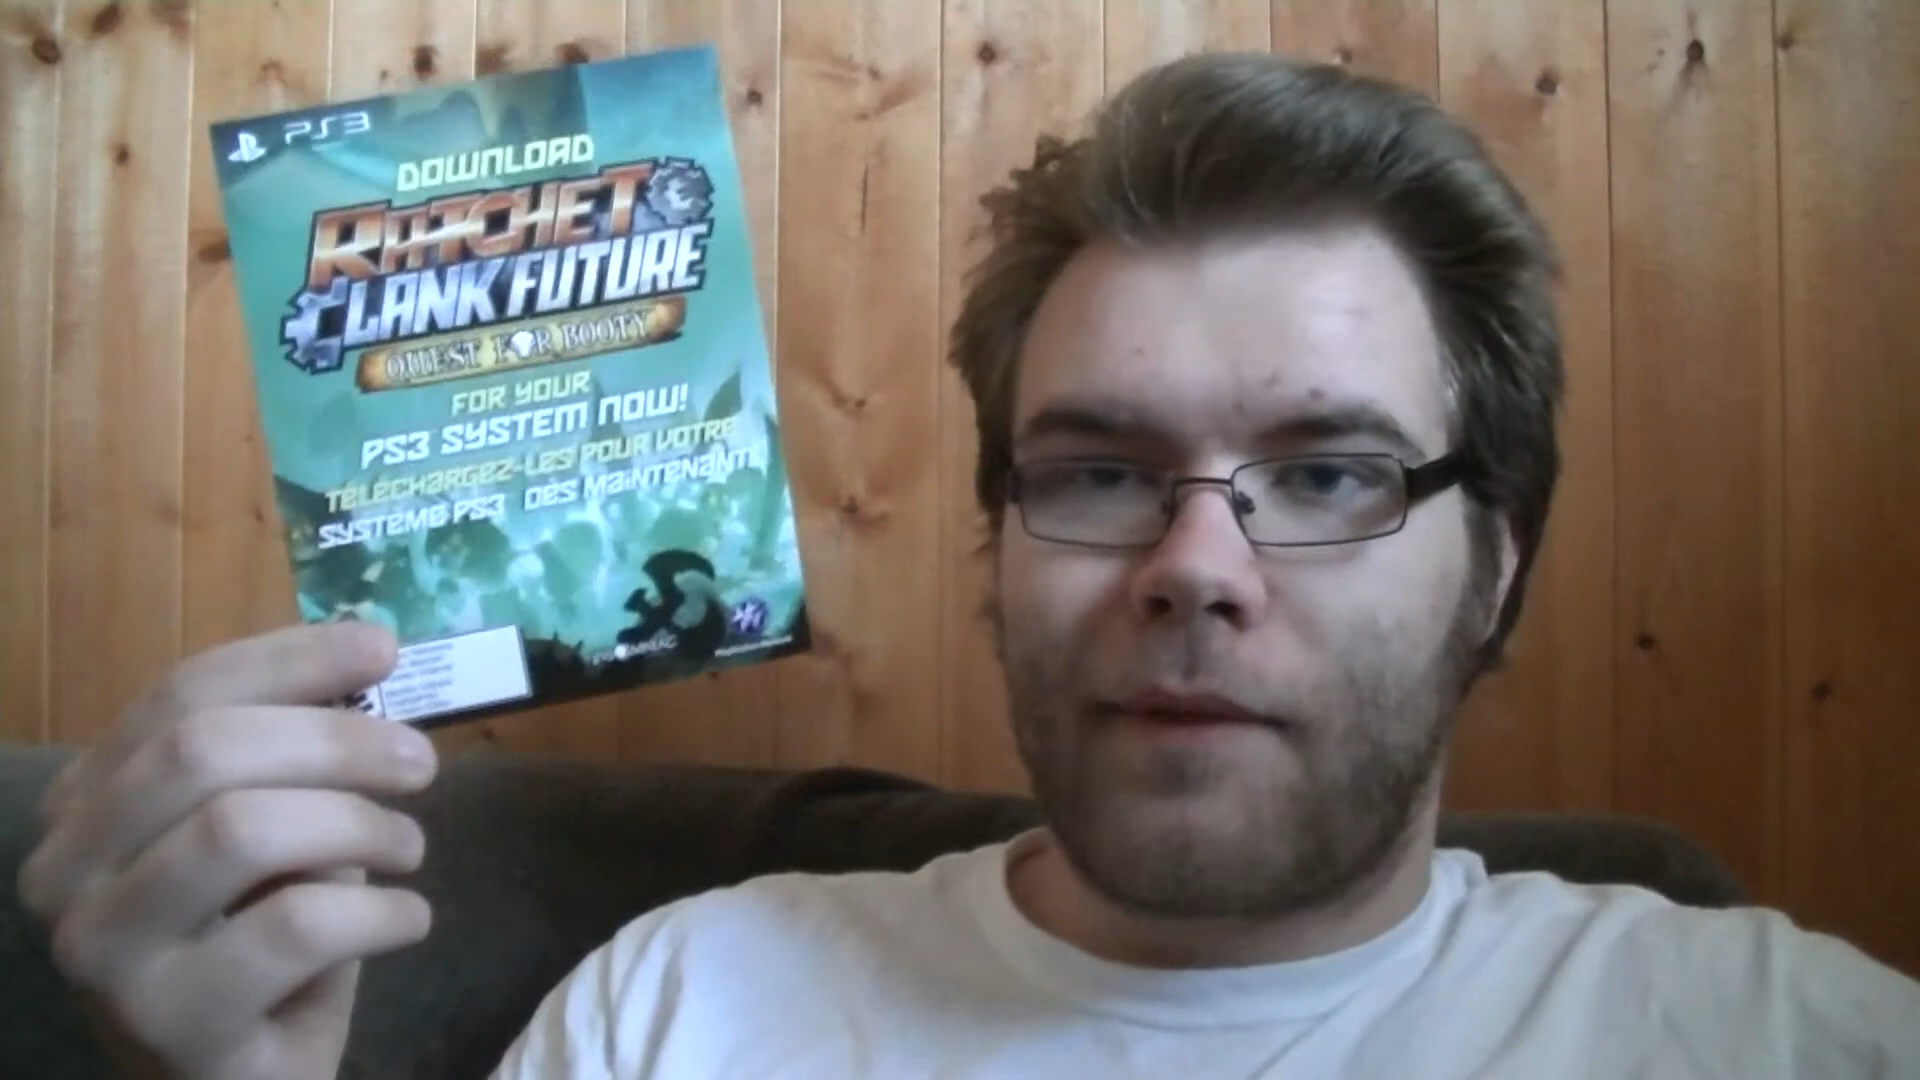 PS3
DOWNLOAD
RATCHET
CLANK FUTURE
QUEST FOR BOOTY
FOR YOUR
PS3 SYSTEM NOW!
TÉLÉCHARGEZ-LES POUR VOTRE
SYSTÈME PS3 DÈS MAINTENANT!
INSOMNIAC